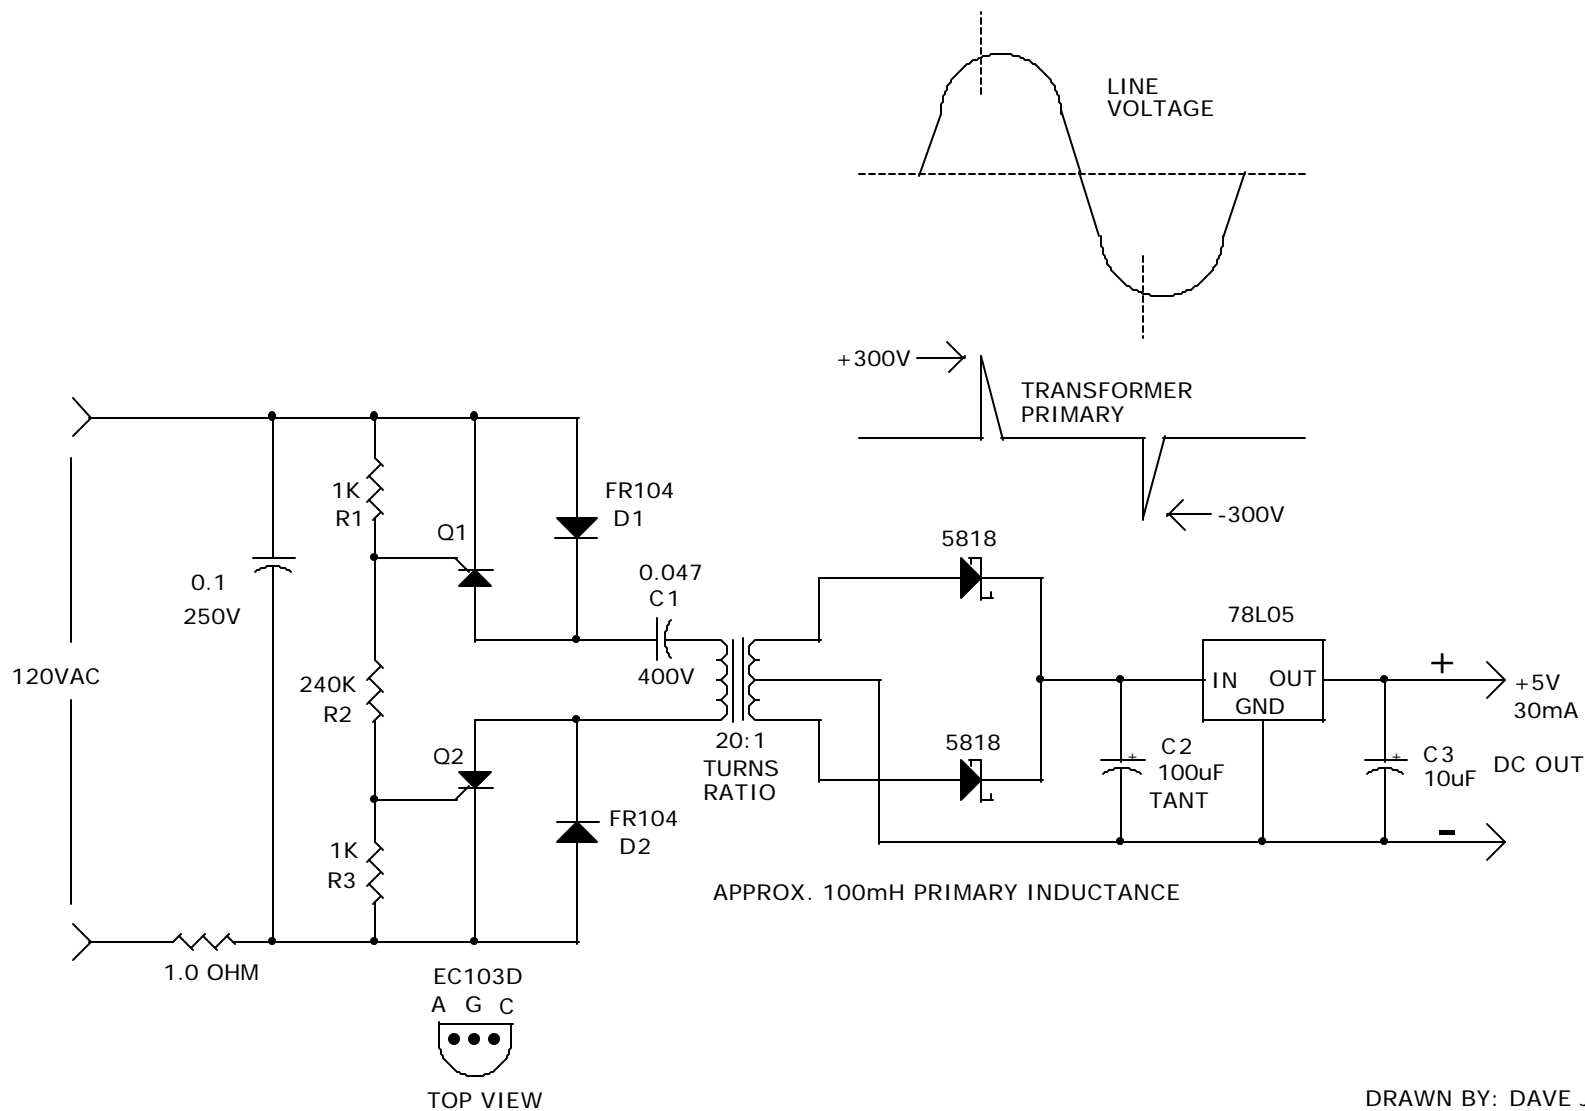 LINE
VOLTAGE
+300V
TRANSFORMER
PRIMARY
-300V
1K
R1
Q1
FR104
D1
0.1
250V
0.047
C1
400V
5818
78L05
IN OUT
GND
+
+5V
30mA
120VAC
240K
R2
Q2
20:1
TURNS
RATIO
5818
+
C2
100uF
TANT
+
C3
10uF
DC OUT
-
1K
R3
FR104
D2
APPROX. 100mH PRIMARY INDUCTANCE
1.0 OHM
EC103D
A G C
TOP VIEW
DRAWN BY: DAVE